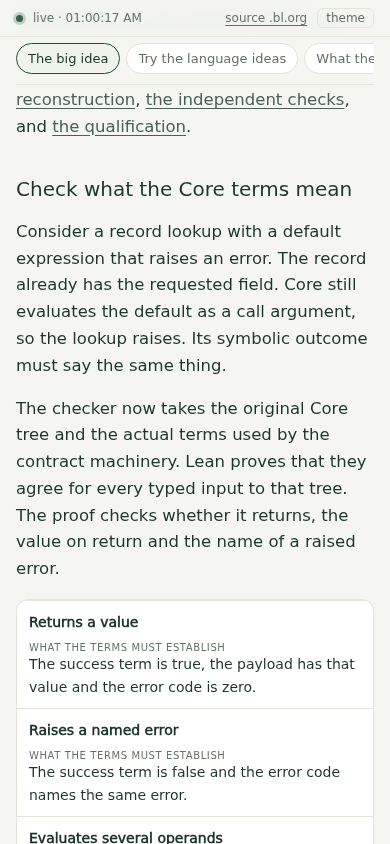 live · 01:00:17 AM
source .bl.org
theme
The big idea
Try the language ideas
What the
reconstruction, the independent checks,
and the qualification.
Check what the Core terms mean
Consider a record lookup with a default
expression that raises an error. The record
already has the requested field. Core still
evaluates the default as a call argument,
so the lookup raises. Its symbolic outcome
must say the same thing.
The checker now takes the original Core
tree and the actual terms used by the
contract machinery. Lean proves that they
agree for every typed input to that tree.
The proof checks whether it returns, the
value on return and the name of a raised
error.
Returns a value
WHAT THE TERMS MUST ESTABLISH
The success term is true, the payload has that
value and the error code is zero.
Raises a named error
WHAT THE TERMS MUST ESTABLISH
The success term is false and the error code
names the same error.
Evaluates several operands